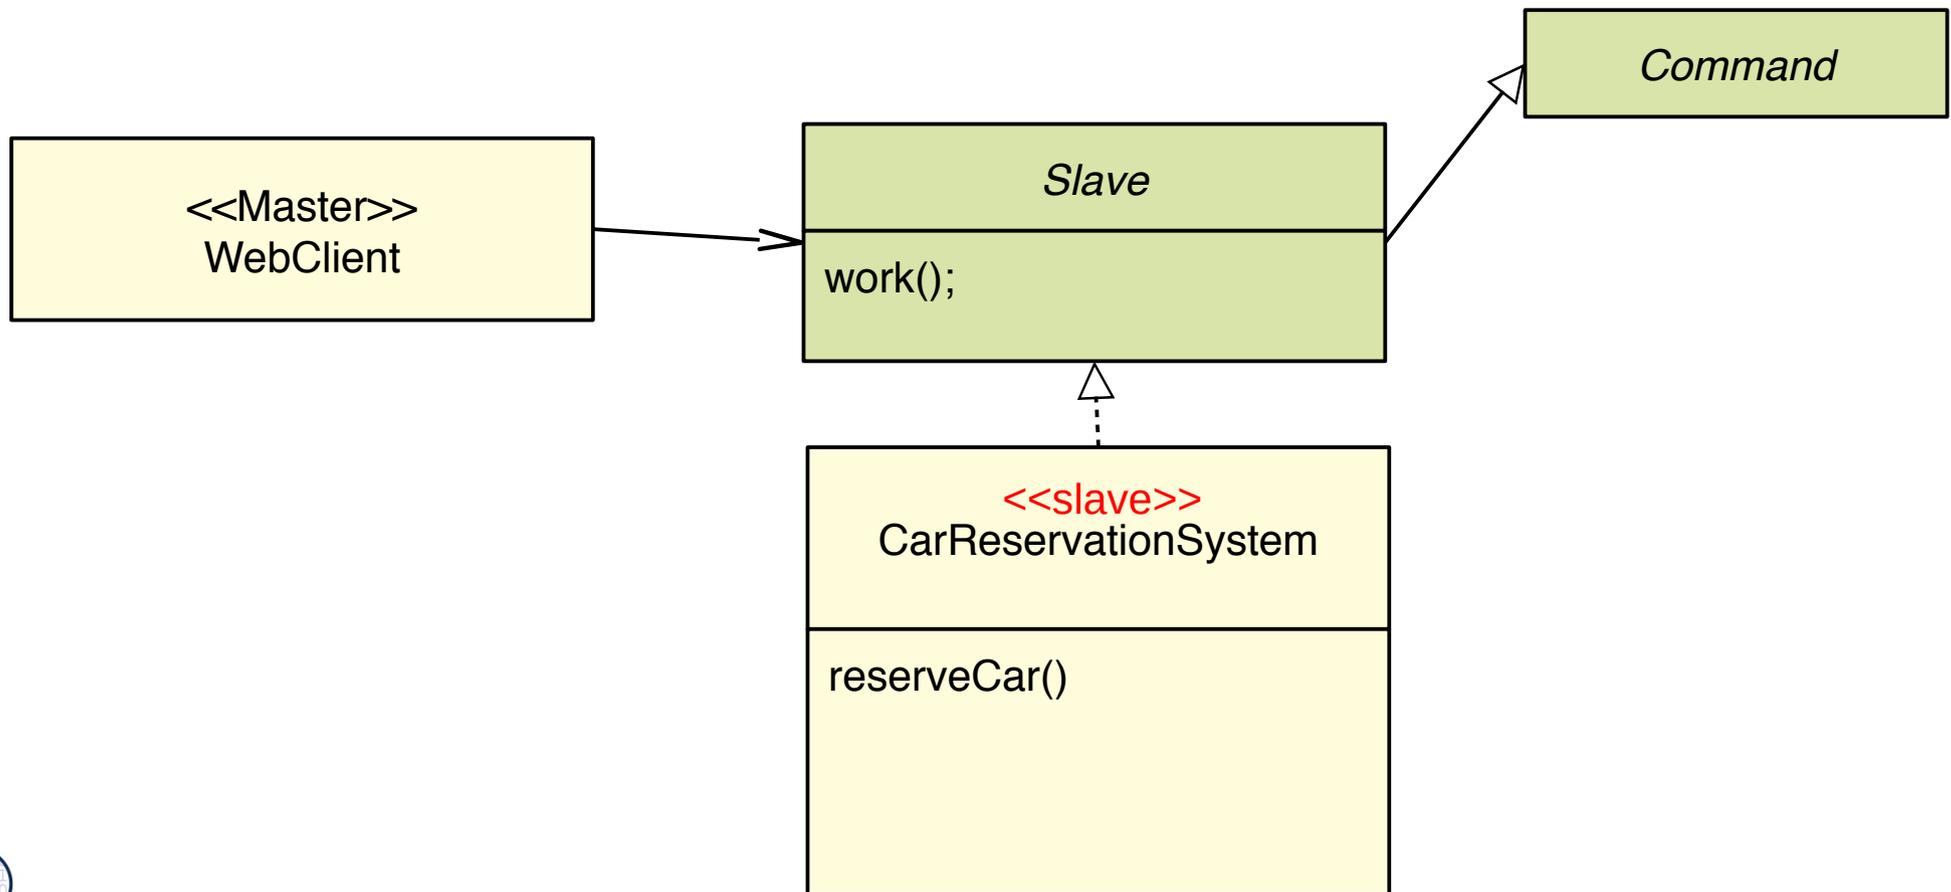 Command
<<Master>>
WebClient
Slave
work();
<<slave>>
CarReservationSystem
reserveCar()